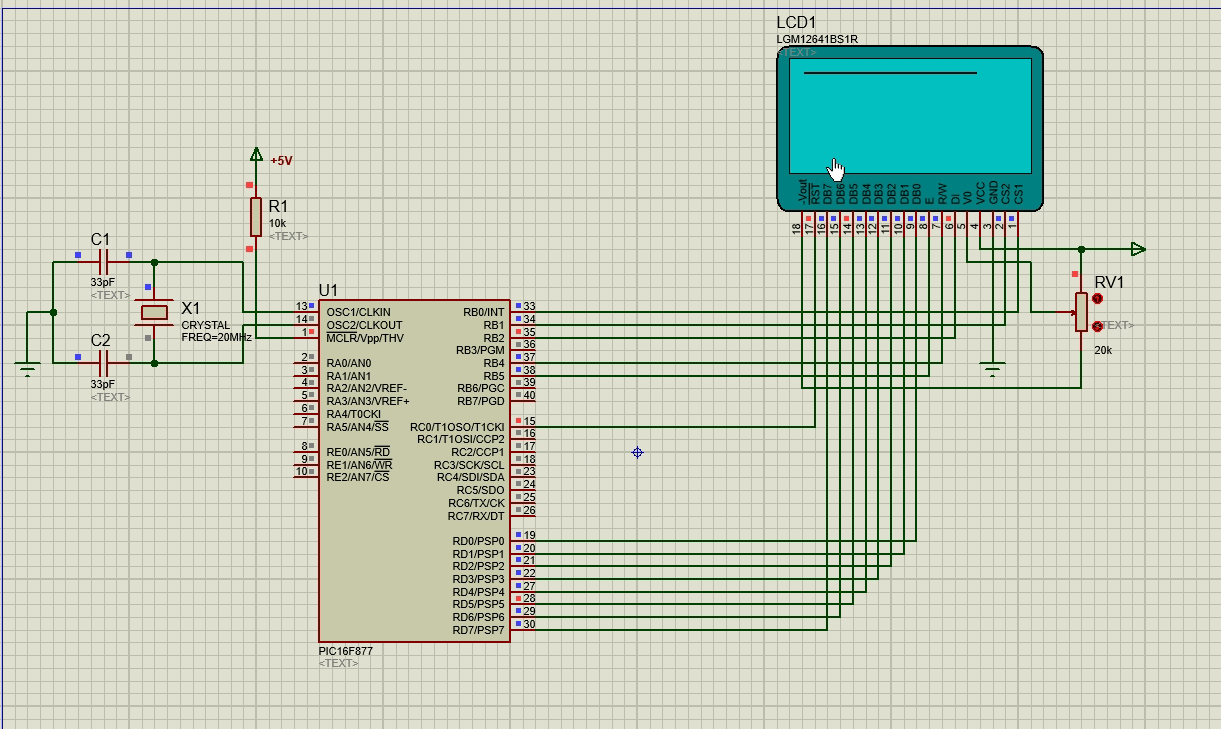 LCD1
LGM12641BS1R
<TEXT>
-Vout
RST
DB7
DB6
DB5
DB4
DB3
DB2
DB1
DB0
E
R/W
DI
V0
VCC
GND
CS2
CS1
18
17
16
15
14
13
12
11
10
9
8
7
6
5
4
3
2
1
+5V
R1
10k
<TEXT>
C1
33pF
<TEXT>
X1
CRYSTAL
FREQ=20MHz
C2
33pF
<TEXT>
RV1
<TEXT>
20k
U1
13 OSC1/CLKIN RB0/INT 33
14 OSC2/CLKOUT RB1 34
1 MCLR/Vpp/THV RB2 35
RB3/PGM 36
2 RA0/AN0 RB4 37
3 RA1/AN1 RB5 38
4 RA2/AN2/VREF- RB6/PGC 39
5 RA3/AN3/VREF+ RB7/PGD 40
6 RA4/T0CKI
7 RA5/AN4/SS RC0/T1OSO/T1CKI 15
RC1/T1OSI/CCP2 16
8 RE0/AN5/RD RC2/CCP1 17
9 RE1/AN6/WR RC3/SCK/SCL 18
10 RE2/AN7/CS RC4/SDI/SDA 23
RC5/SDO 24
RC6/TX/CK 25
RC7/RX/DT 26
RD0/PSP0 19
RD1/PSP1 20
RD2/PSP2 21
RD3/PSP3 22
RD4/PSP4 27
RD5/PSP5 28
RD6/PSP6 29
RD7/PSP7 30
PIC16F877
<TEXT>